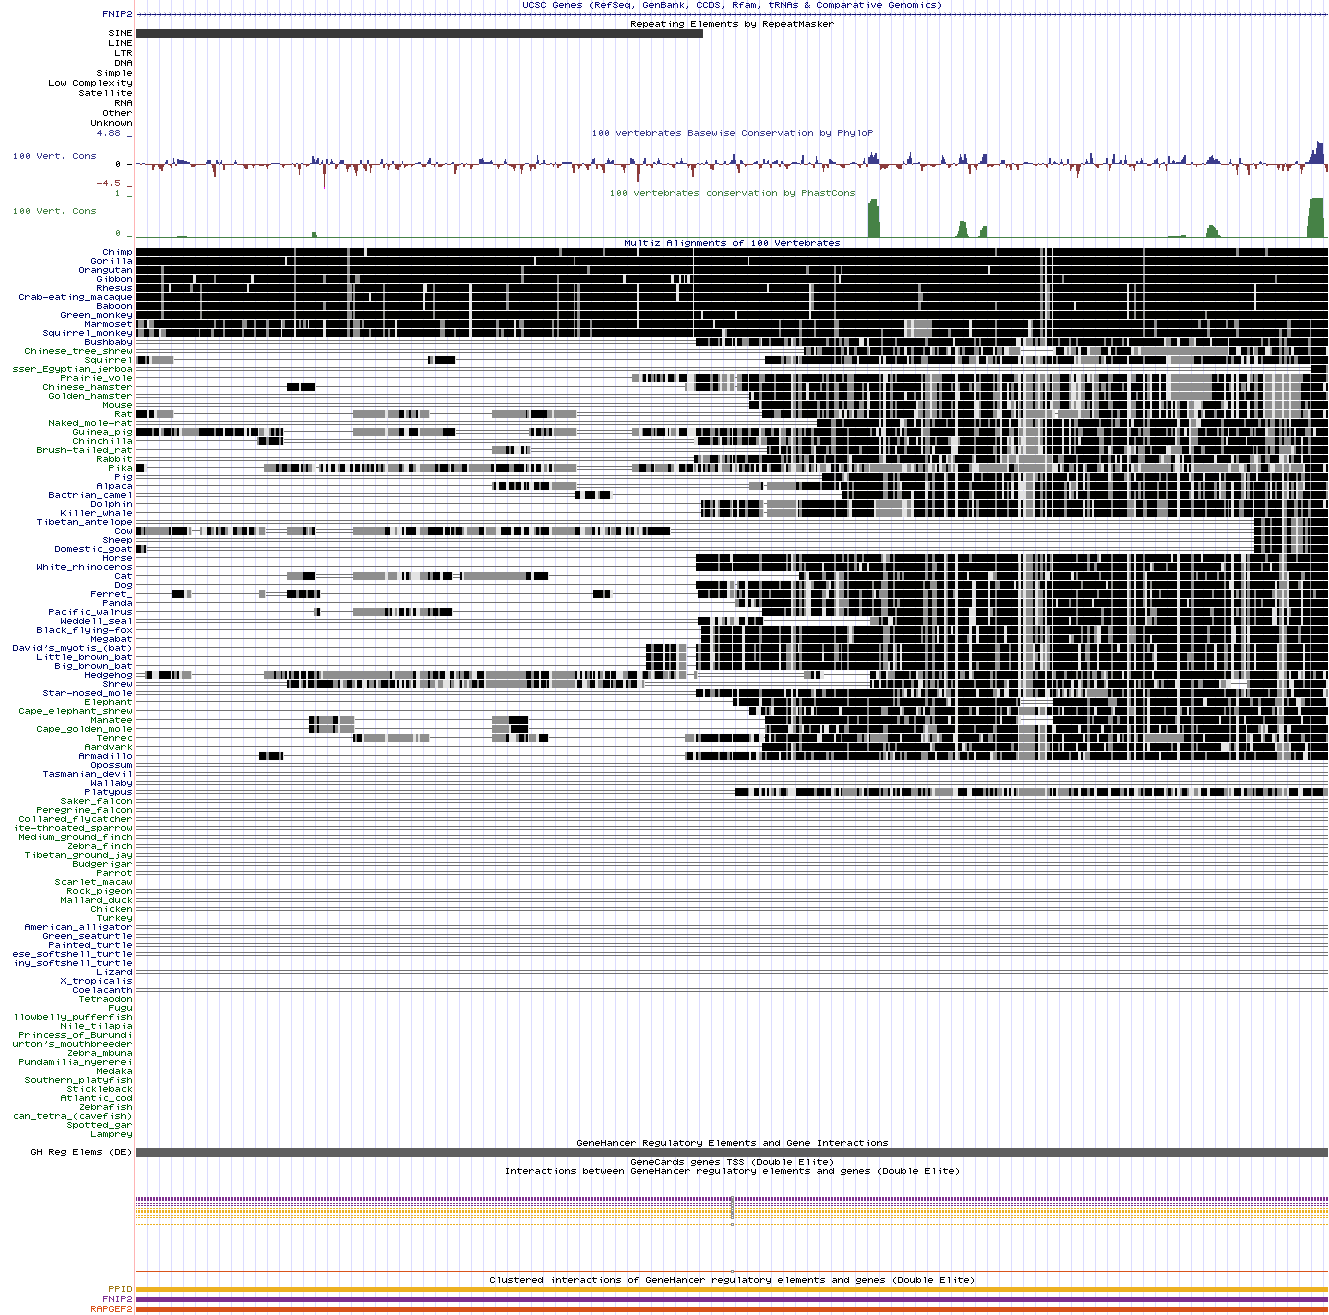 UCSC Genes (RefSeq, GenBank, CCDS, Rfam, tRNAs & Comparative Genomics)
FNIP2
Repeating Elements by RepeatMasker
SINE
LINE
LTR
DNA
Simple
Low Complexity
Satellite
RNA
Other
Unknown
4.88 _
100 vertebrates Basewise Conservation by PhyloP
100 Vert. Cons
0 _
-4.5 _
100 vertebrates conservation by PhastCons
1 _
100 Vert. Cons
0 _
Multiz Alignments of 100 Vertebrates
Chimp
Gorilla
Orangutan
Gibbon
Rhesus
Crab-eating_macaque
Baboon
Green_monkey
Marmoset
Squirrel_monkey
Bushbaby
Chinese_tree_shrew
Squirrel
sser_Egyptian_jerboa
Prairie_vole
Chinese_hamster
Golden_hamster
Mouse
Rat
Naked_mole-rat
Guinea_pig
Chinchilla
Brush-tailed_rat
Rabbit
Pika
Pig
Alpaca
Bactrian_camel
Dolphin
Killer_whale
Tibetan_antelope
Cow
Sheep
Domestic_goat
Horse
White_rhinoceros
Cat
Dog
Ferret_
Panda
Pacific_walrus
Weddell_seal
Black_flying-fox
Megabat
David's_myotis_(bat)
Little_brown_bat
Big_brown_bat
Hedgehog
Shrew
Star-nosed_mole
Elephant
Cape_elephant_shrew
Manatee
Cape_golden_mole
Tenrec
Aardvark
Armadillo
Opossum
Tasmanian_devil
Wallaby
Platypus
Saker_falcon
Peregrine_falcon
Collared_flycatcher
ite-throated_sparrow
Medium_ground_finch
Zebra_finch
Tibetan_ground_jay
Budgerigar
Parrot
Scarlet_macaw
Rock_pigeon
Mallard_duck
Chicken
Turkey
American_alligator
Green_seaturtle
Painted_turtle
ese_softshell_turtle
iny_softshell_turtle
Lizard
X_tropicalis
Coelacanth
Tetraodon
Fugu
llowbelly_pufferfish
Nile_tilapia
Princess_of_Burundi
urton's_mouthbreeder
Zebra_mbuna
Pundamilia_nyererei
Medaka
Southern_platyfish
Stickleback
Atlantic_cod
Zebrafish
can_tetra_(cavefish)
Spotted_gar
Lamprey
GeneHancer Regulatory Elements and Gene Interactions
GH Reg Elems (DE)
GeneCards genes TSS (Double Elite)
Interactions between GeneHancer regulatory elements and genes (Double Elite)
Clustered interactions of GeneHancer regulatory elements and genes (Double Elite)
PPID
FNIP2
RAPGEF2